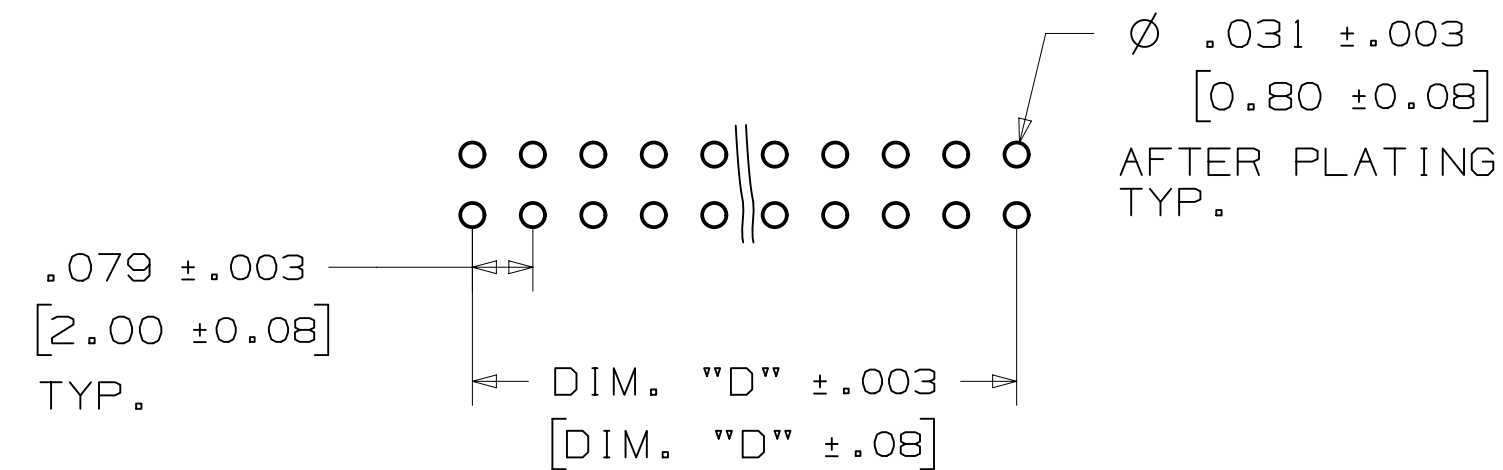 Ø .031 ±.003
[0.80 ±0.08]
AFTER PLATING
TYP.
.079 ±.003
[2.00 ±0.08]
TYP.
DIM. "D" ±.003
[DIM. "D" ±.08]